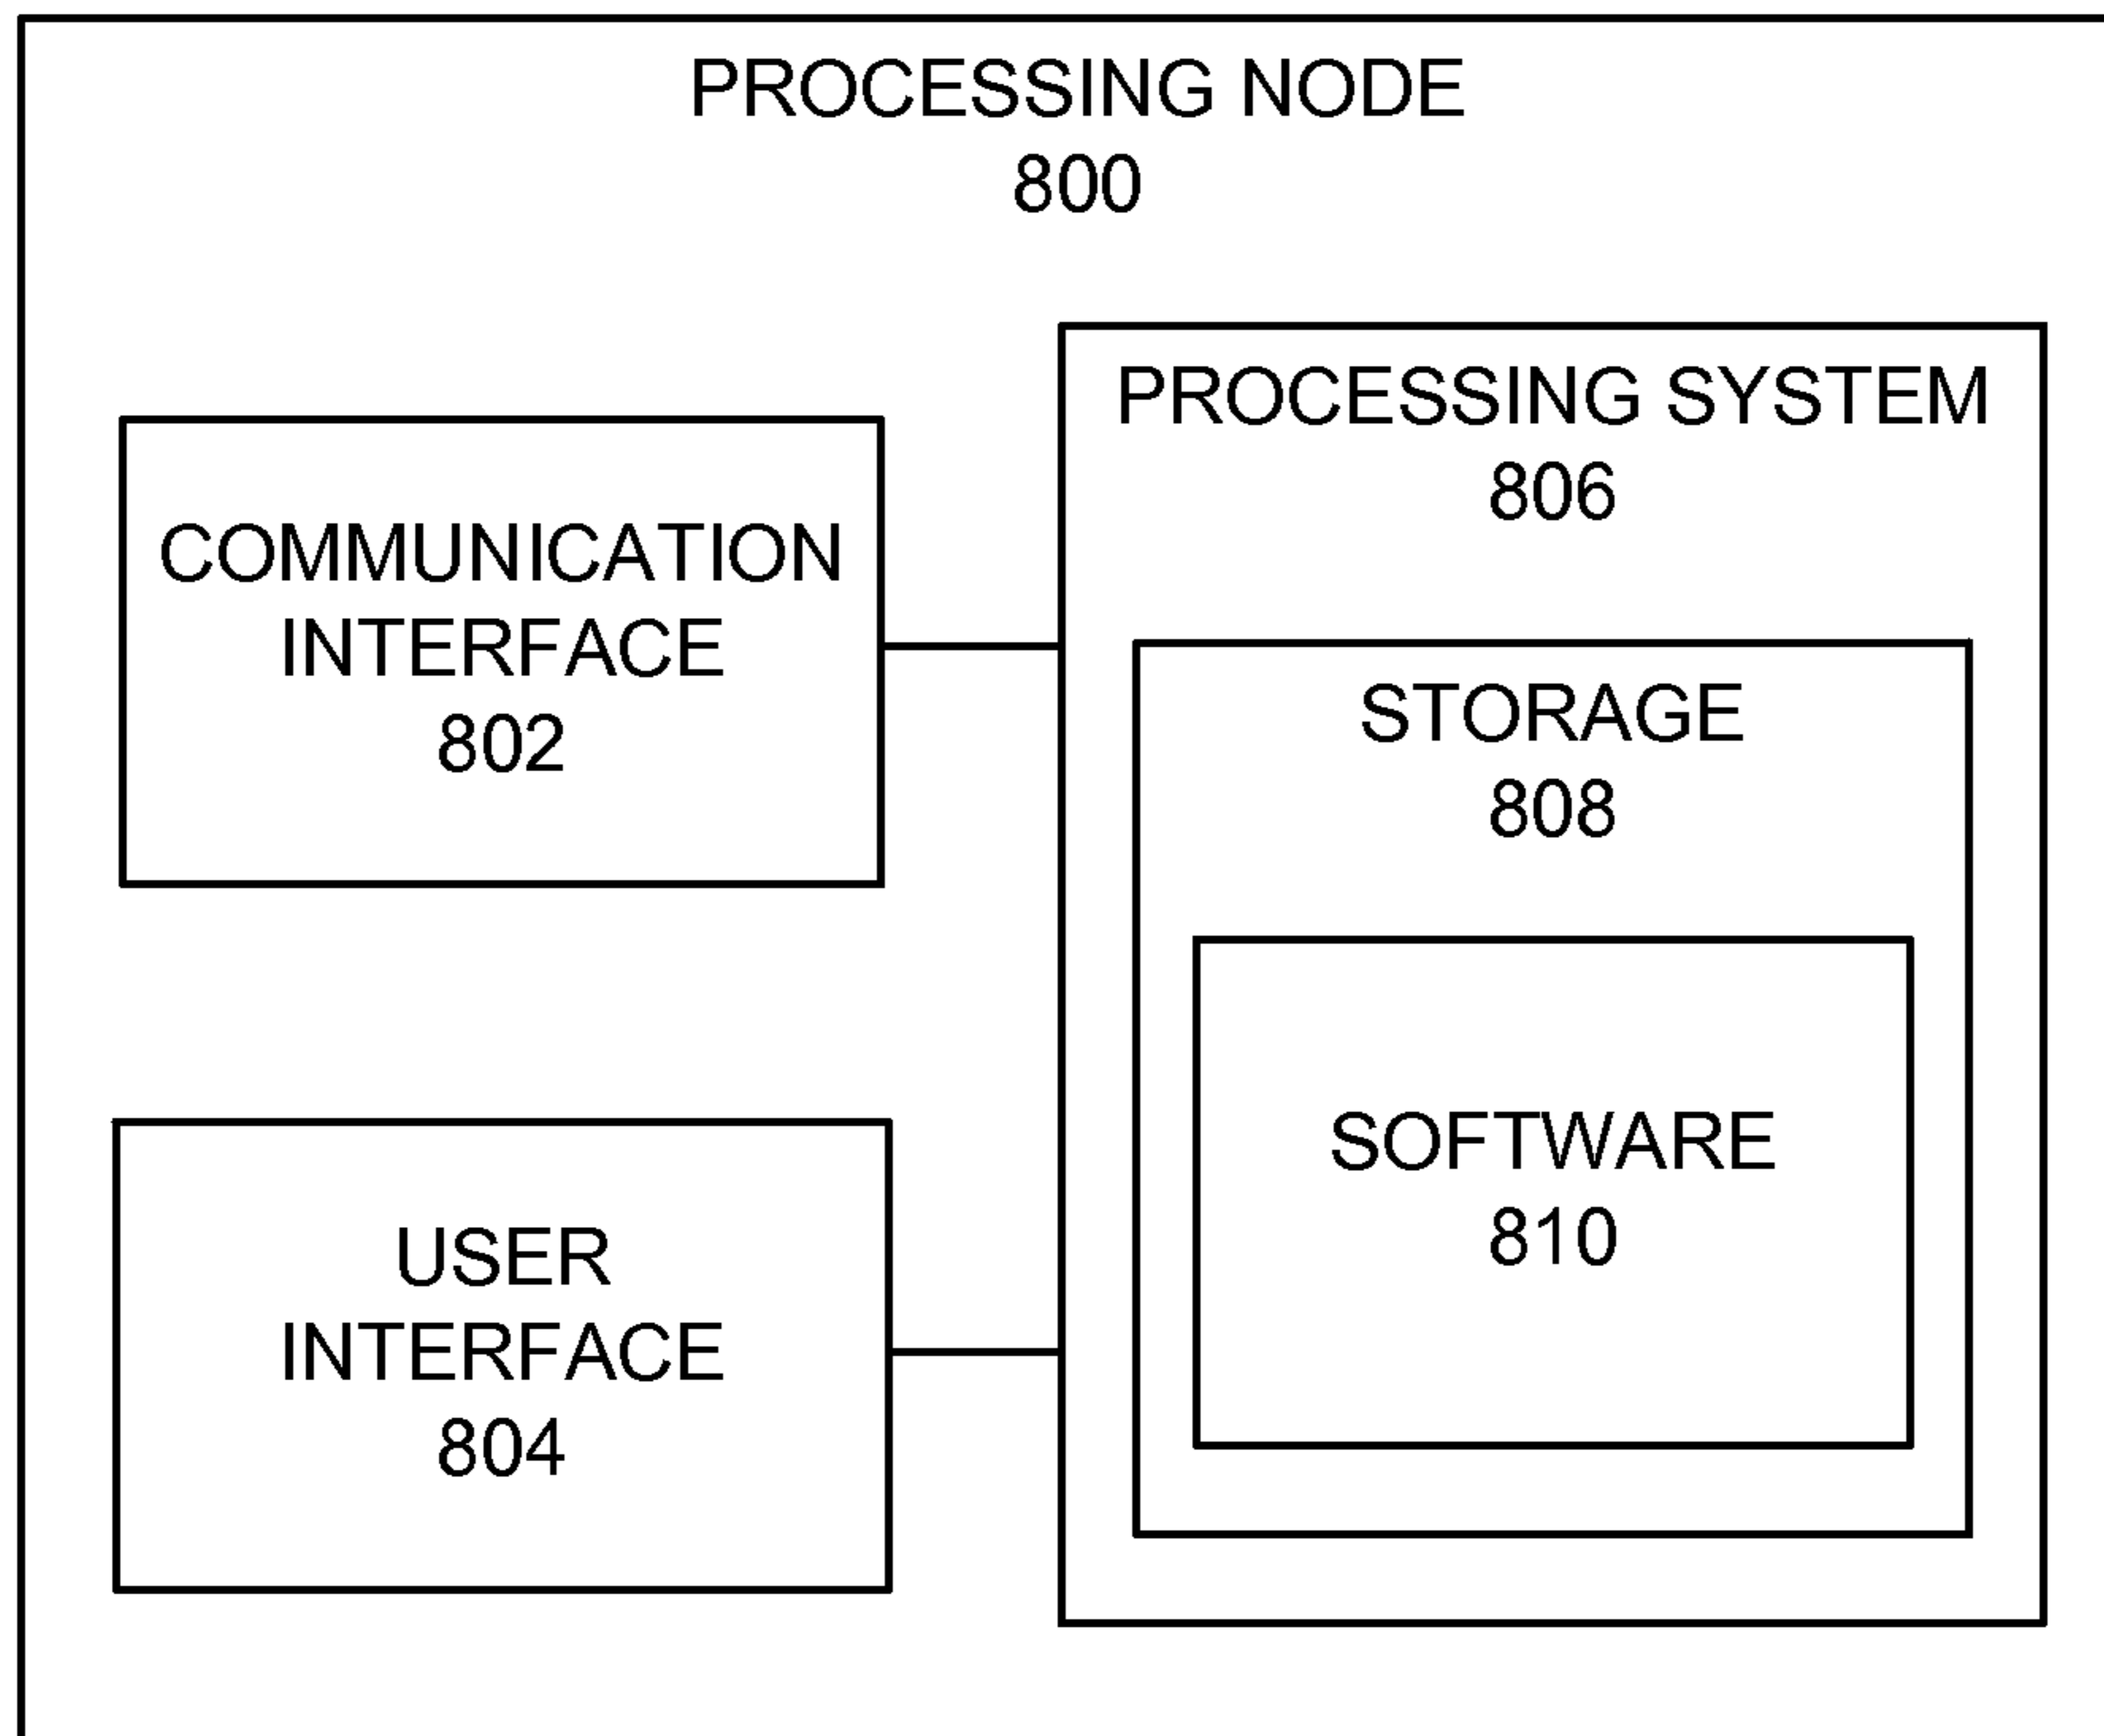 PROCESSING NODE
800
COMMUNICATION
INTERFACE
802
USER
INTERFACE
804
PROCESSING SYSTEM
806
STORAGE
808
SOFTWARE
810